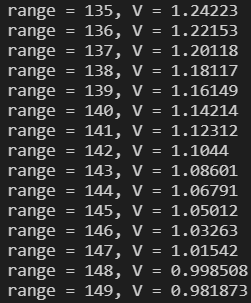 range = 135, V = 1.24223
range = 136, V = 1.22153
range = 137, V = 1.20118
range = 138, V = 1.18117
range = 139, V = 1.16149
range = 140, V = 1.14214
range = 141, V = 1.12312
range = 142, V = 1.1044
range = 143, V = 1.08601
range = 144, V = 1.06791
range = 145, V = 1.05012
range = 146, V = 1.03263
range = 147, V = 1.01542
range = 148, V = 0.998508
range = 149, V = 0.981873